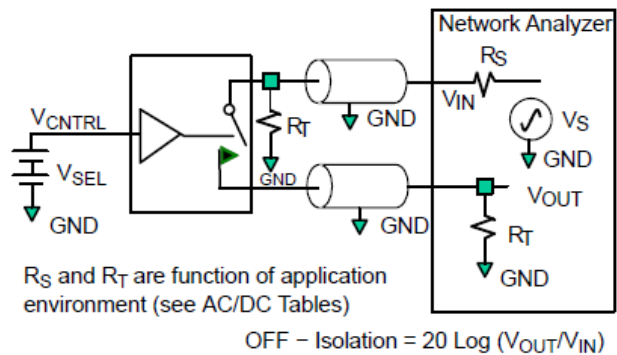 Network Analyzer
RS
VIN
VS
GND
GND
RT
GND
VCNTRL
VSEL
GND
VOUT
GND
RT
GND
RS and RT are function of application
environment (see AC/DC Tables)
OFF − Isolation = 20 Log (VOUT/VIN)